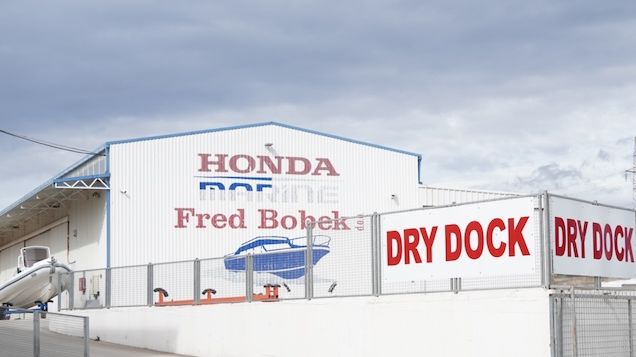 HONDA
MARINE
Fred Bobek d.o.o.
DRY DOCK
DRY DOCK